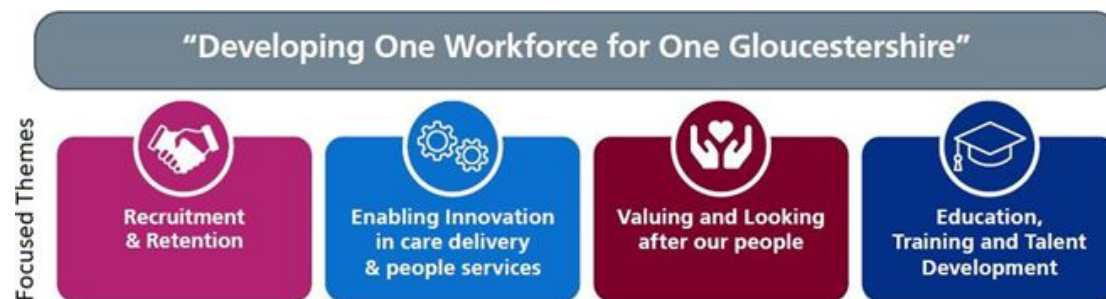 “Developing One Workforce for One Gloucestershire”
Focused Themes
Recruitment
& Retention
Enabling Innovation
in care delivery
& people services
Valuing and Looking
after our people
Education,
Training and Talent
Development